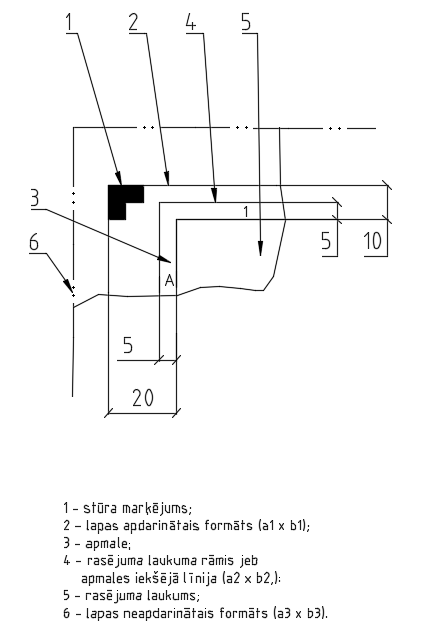 1
2
4
5
3
1
6
5
10
A
5
20
1 – stūra marķējums;
2 – lapas apdarinātais formāts (a1 x b1);
3 – apmale;
4 – rasējuma laukuma rāmis jeb
apmales iekšējā līnija (a2 x b2,):
5 – rasējuma laukums;
6 – lapas neapdarinātais formāts (a3 x b3).